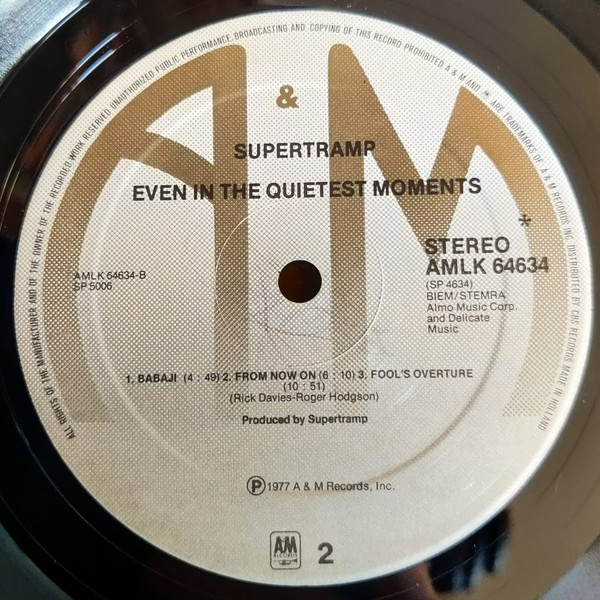 ALL RIGHTS OF THE MANUFACTURER AND OF THE OWNER OF THE RECORDED WORK RESERVED UNAUTHORIZED PUBLIC PERFORMANCE, BROADCASTING AND COPYING OF THIS RECORD PROHIBITED A & M AND * ARE TRADEMARKS OF A & M RECORDS INC. DISTRIBUTED BY CBS RECORDS MADE IN HOLLAND
A & M
SUPERTRAMP
EVEN IN THE QUIETEST MOMENTS
*
STEREO
AMLK 64634
(SP 4634)
BIEM/STEMRA
Almo Music Corp.
and Delicate
Music
AMLK 64634-B
SP 5006
1. BABAJI (4 : 49) 2. FROM NOW ON (6 : 10) 3. FOOL'S OVERTURE
(10 : 51)
(Rick Davies-Roger Hodgson)
Produced by Supertramp
Ⓟ1977 A & M Records, Inc.
AM
2